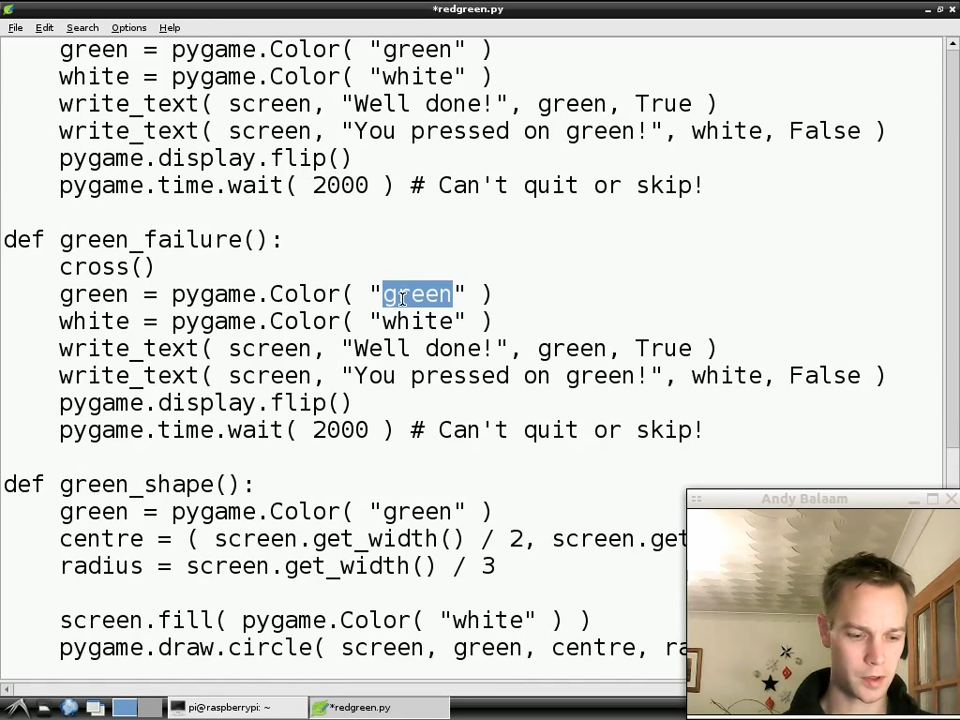 *redgreen.py
File Edit Search Options Help
green = pygame.Color( "green" )
white = pygame.Color( "white" )
write_text( screen, "Well done!", green, True )
write_text( screen, "You pressed on green!", white, False )
pygame.display.flip()
pygame.time.wait( 2000 ) # Can't quit or skip!
def green_failure():
cross()
green = pygame.Color( "green" )
white = pygame.Color( "white" )
write_text( screen, "Well done!", green, True )
write_text( screen, "You pressed on green!", white, False )
pygame.display.flip()
pygame.time.wait( 2000 ) # Can't quit or skip!
def green_shape():
green = pygame.Color( "green" )
centre = ( screen.get_width() / 2, screen.get
radius = screen.get_width() / 3
screen.fill( pygame.Color( "white" ) )
pygame.draw.circle( screen, green, centre, ra
Andy Balaam
pi@raspberrypi: ~
*redgreen.py